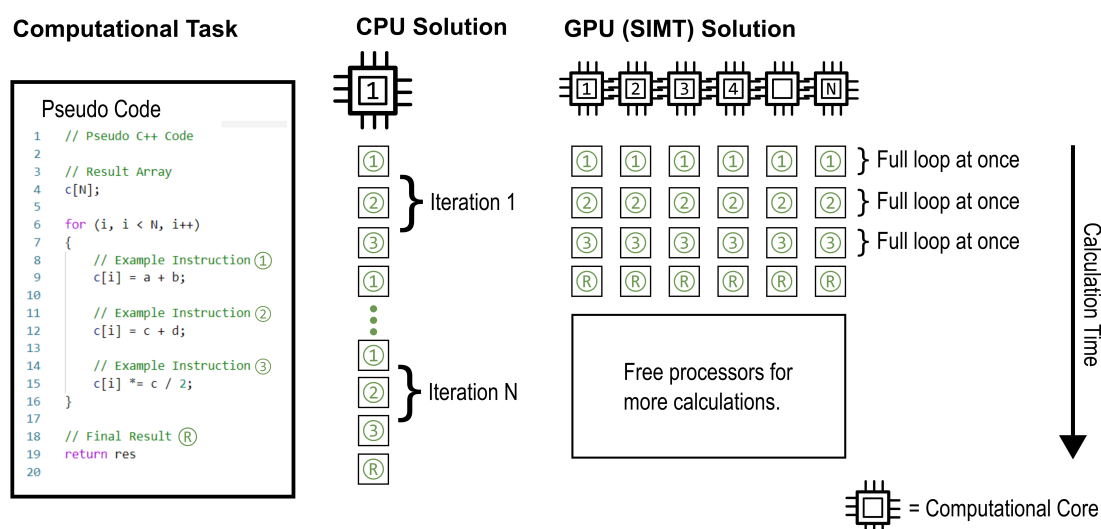 Computational Task
CPU Solution
GPU (SIMT) Solution
Pseudo Code
1 // Pseudo C++ Code
2
3 // Result Array
4 c[N];
5
6 for (i, i < N, i++)
7 {
8 // Example Instruction ①
9 c[i] = a + b;
10
11 // Example Instruction ②
12 c[i] = c + d;
13
14 // Example Instruction ③
15 c[i] *= c / 2;
16 }
17
18 // Final Result Ⓡ
19 return res
20
1
①
②
③
①
①
②
③
Ⓡ
Iteration 1
Iteration N
1 2 3 4 N
① ① ① ① ① ① } Full loop at once
② ② ② ② ② ② } Full loop at once
③ ③ ③ ③ ③ ③ } Full loop at once
Ⓡ Ⓡ Ⓡ Ⓡ Ⓡ Ⓡ
Free processors for
more calculations.
Calculation Time
= Computational Core